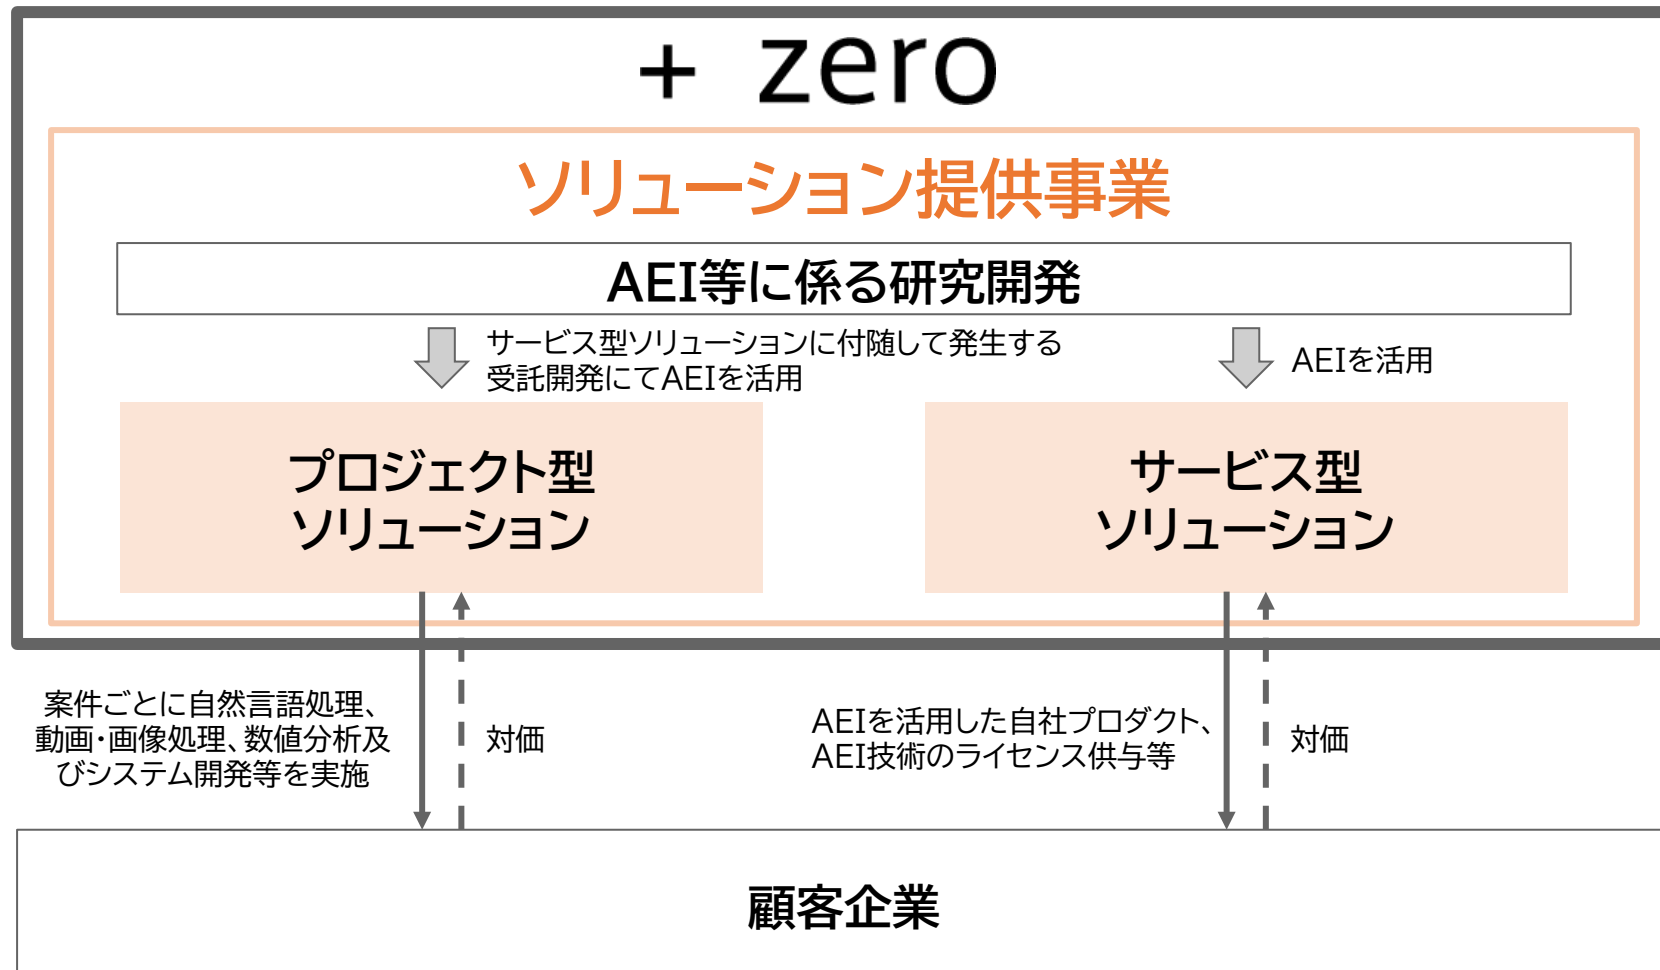 + zero
ソリューション提供事業
AEI等に係る研究開発
サービス型ソリューションに付随して発生する
受託開発にてAEIを活用
AEIを活用
プロジェクト型
ソリューション
サービス型
ソリューション
案件ごとに自然言語処理、
動画・画像処理、数値分析及
びシステム開発等を実施
対価
AEIを活用した自社プロダクト、
AEI技術のライセンス供与等
対価
顧客企業